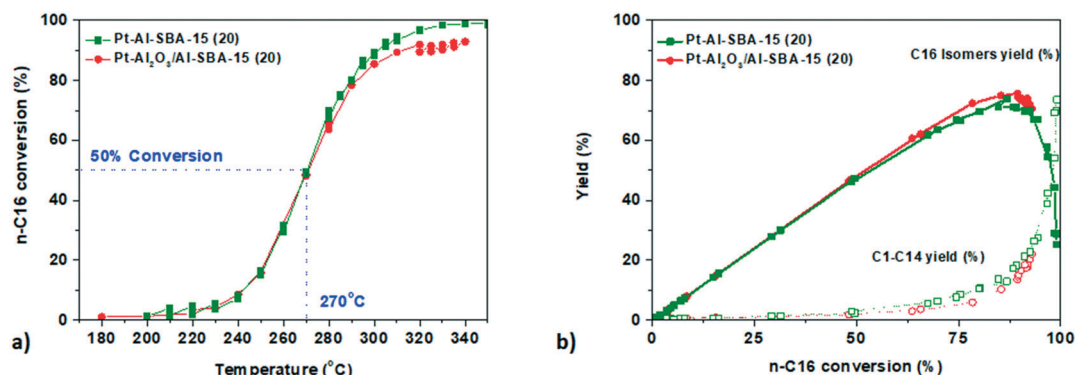 100
80
60
40
20
0
n-C16 conversion (%)
Pt-Al-SBA-15 (20)
Pt-Al₂O₃/Al-SBA-15 (20)
50% Conversion
270°C
180 200 220 240 260 280 300 320 340
Temperature (°C)
a)
100
80
60
40
20
0
Yield (%)
Pt-Al-SBA-15 (20)
Pt-Al₂O₃/Al-SBA-15 (20)
C16 Isomers yield (%)
C1-C14 yield (%)
0 25 50 75 100
n-C16 conversion (%)
b)